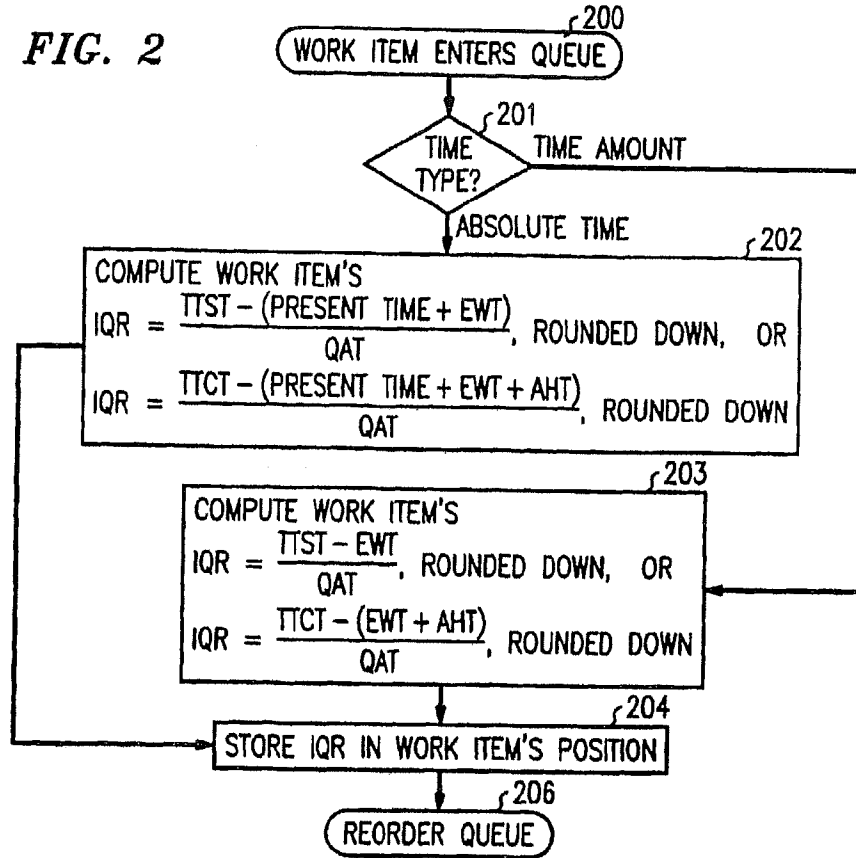 FIG. 2
200
WORK ITEM ENTERS QUEUE
201
TIME TYPE?
TIME AMOUNT
ABSOLUTE TIME
202
COMPUTE WORK ITEM'S
IQR = TTST – (PRESENT TIME + EWT) / QAT, ROUNDED DOWN, OR
IQR = TTCT – (PRESENT TIME + EWT + AHT) / QAT, ROUNDED DOWN
203
COMPUTE WORK ITEM'S
IQR = TTST – EWT / QAT, ROUNDED DOWN, OR
IQR = TTCT – (EWT + AHT) / QAT, ROUNDED DOWN
204
STORE IQR IN WORK ITEM'S POSITION
206
REORDER QUEUE